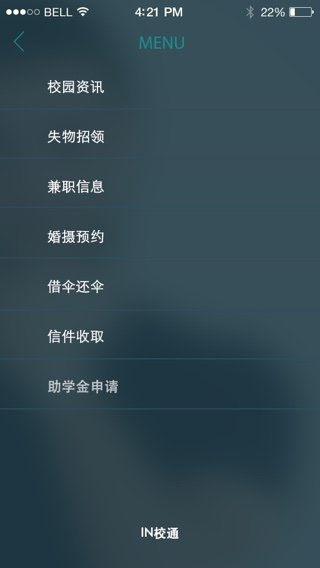 BELL 4:21 PM 22%
MENU
校园资讯
失物招领
兼职信息
婚摄预约
借伞还伞
信件收取
助学金申请
IN校通